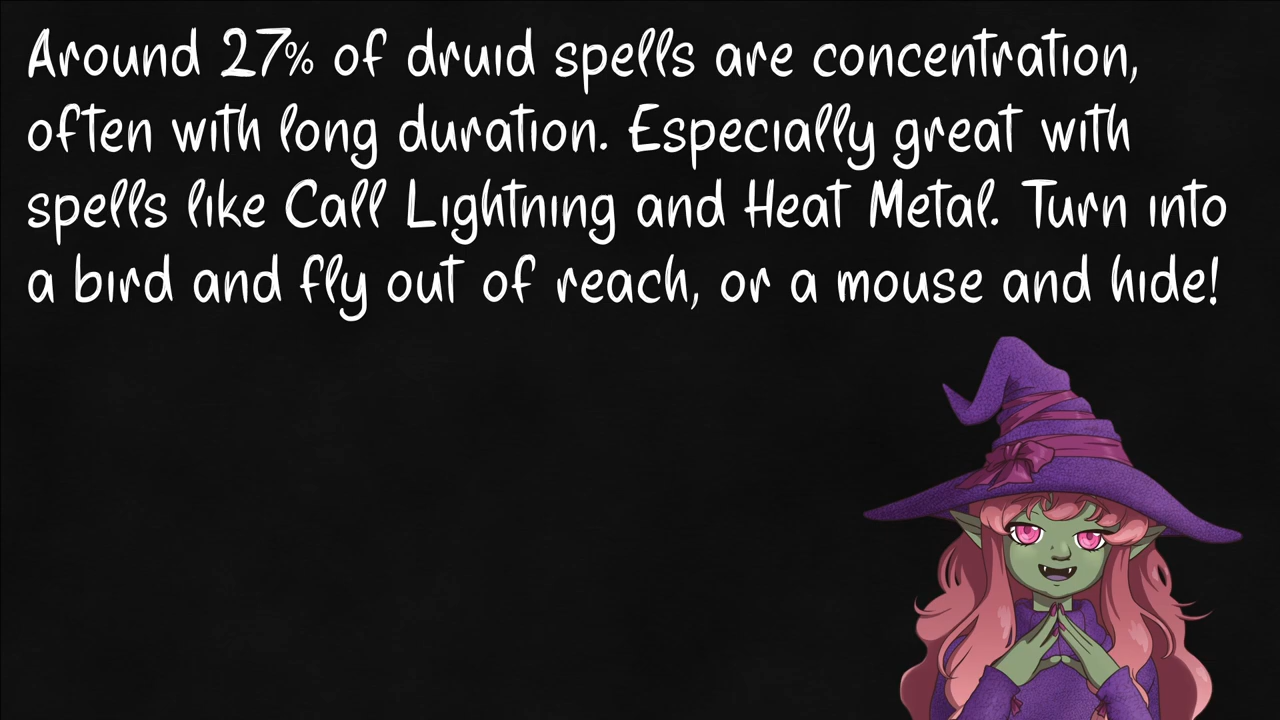 Around 27% of druid spells are concentration,
often with long duration. Especially great with
spells like Call Lightning and Heat Metal. Turn into
a bird and fly out of reach, or a mouse and hide!